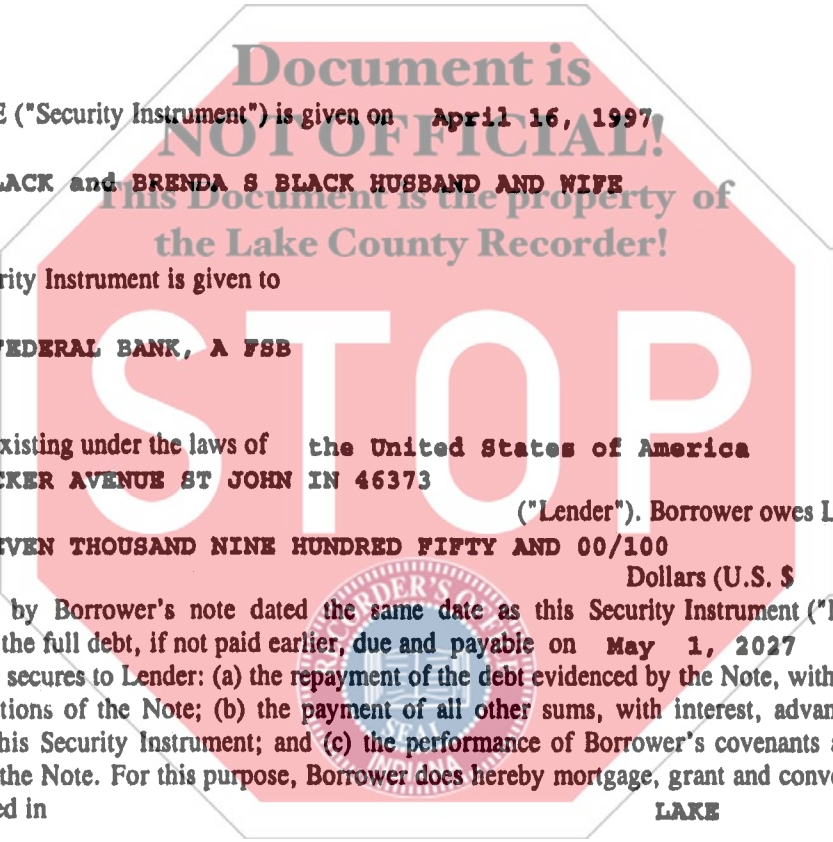 Document is
E ("Security Instrument") is given on April 16, 1997
NOT OFFICIAL!
LACK and BRENDA S BLACK HUSBAND AND WIFE
This Document is the property of
the Lake County Recorder!
rity Instrument is given to
FEDERAL BANK, A FSB
STOP
xisting under the laws of the United States of America
CKER AVENUE ST JOHN IN 46373
("Lender"). Borrower owes L
VEN THOUSAND NINE HUNDRED FIFTY AND 00/100
Dollars (U.S. $
by Borrower's note dated the same date as this Security Instrument ("
the full debt, if not paid earlier, due and payable on May 1, 2027
secures to Lender: (a) the repayment of the debt evidenced by the Note, with
tions of the Note; (b) the payment of all other sums, with interest, advan
his Security Instrument; and (c) the performance of Borrower's covenants a
the Note. For this purpose, Borrower does hereby mortgage, grant and conv
ed in LAKE
RECORDER'S OFFICE
SEAL
INDIANA